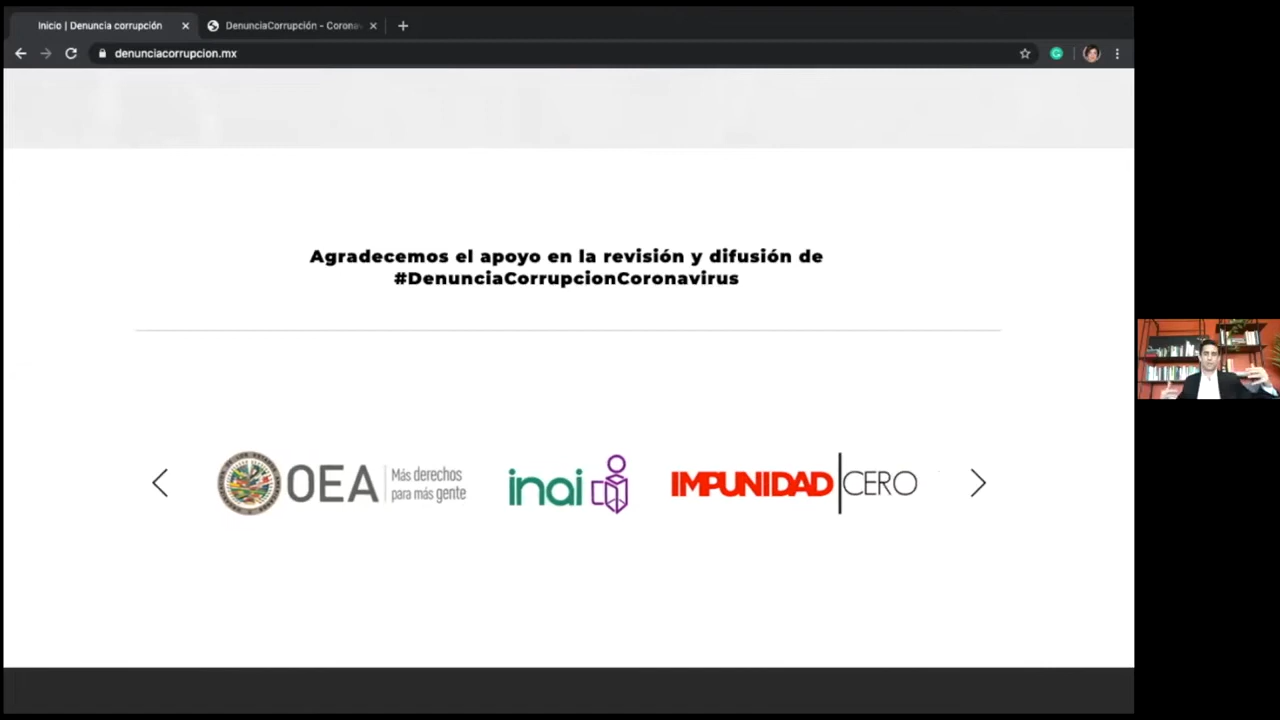 Inicio | Denuncia corrupción
DenunciaCorrupción - Corona
denunciacorrupcion.mx
Agradecemos el apoyo en la revisión y difusión de
#DenunciaCorrupcionCoronavirus
OEA
Más derechos
para más gente
inai
IMPUNIDAD CERO